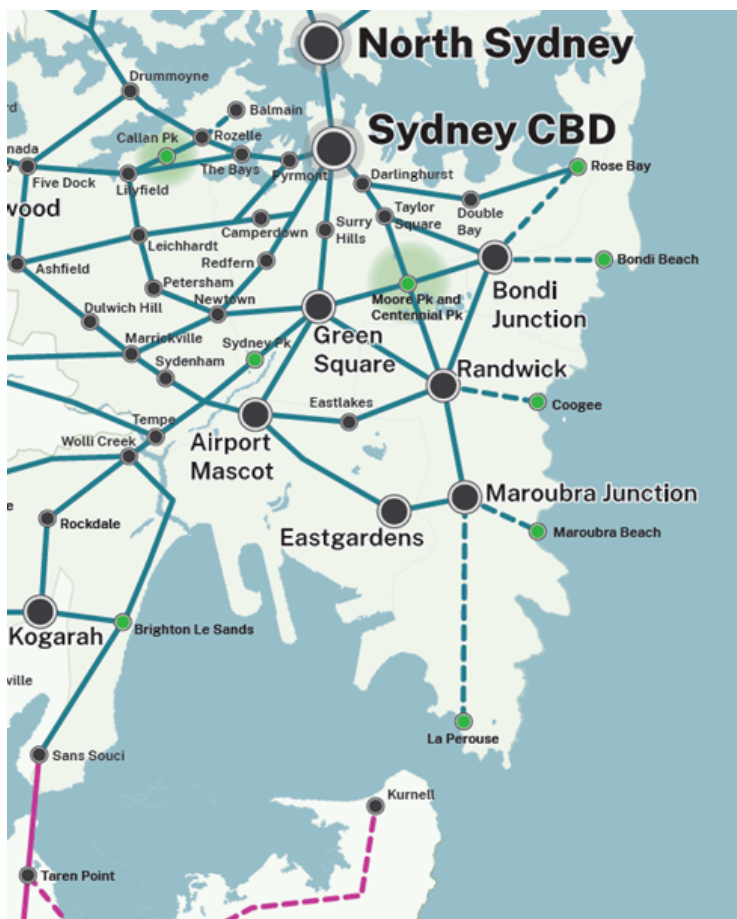 North Sydney
Drummoyne
rd
Balmain
Callan Pk
Rozelle
Sydney CBD
nada
y
Five Dock
Lilyfield
The Bays
Pyrmont
Darlinghurst
Rose Bay
wood
Camperdown
Surry
Hills
Taylor
Square
Double
Bay
Leichhardt
Redfern
Bondi Beach
Ashfield
Petersham
Newtown
Moore Pk and
Centennial Pk
Bondi
Junction
Dulwich Hill
Marrickville
Sydney Pk
Green
Square
Sydenham
Randwick
Eastlakes
Coogee
Tempe
Wolli Creek
Airport
Mascot
Maroubra Junction
e
Rockdale
Eastgardens
Maroubra Beach
Kogarah
Brighton Le Sands
ville
La Perouse
Sans Souci
Kurnell
Taren Point